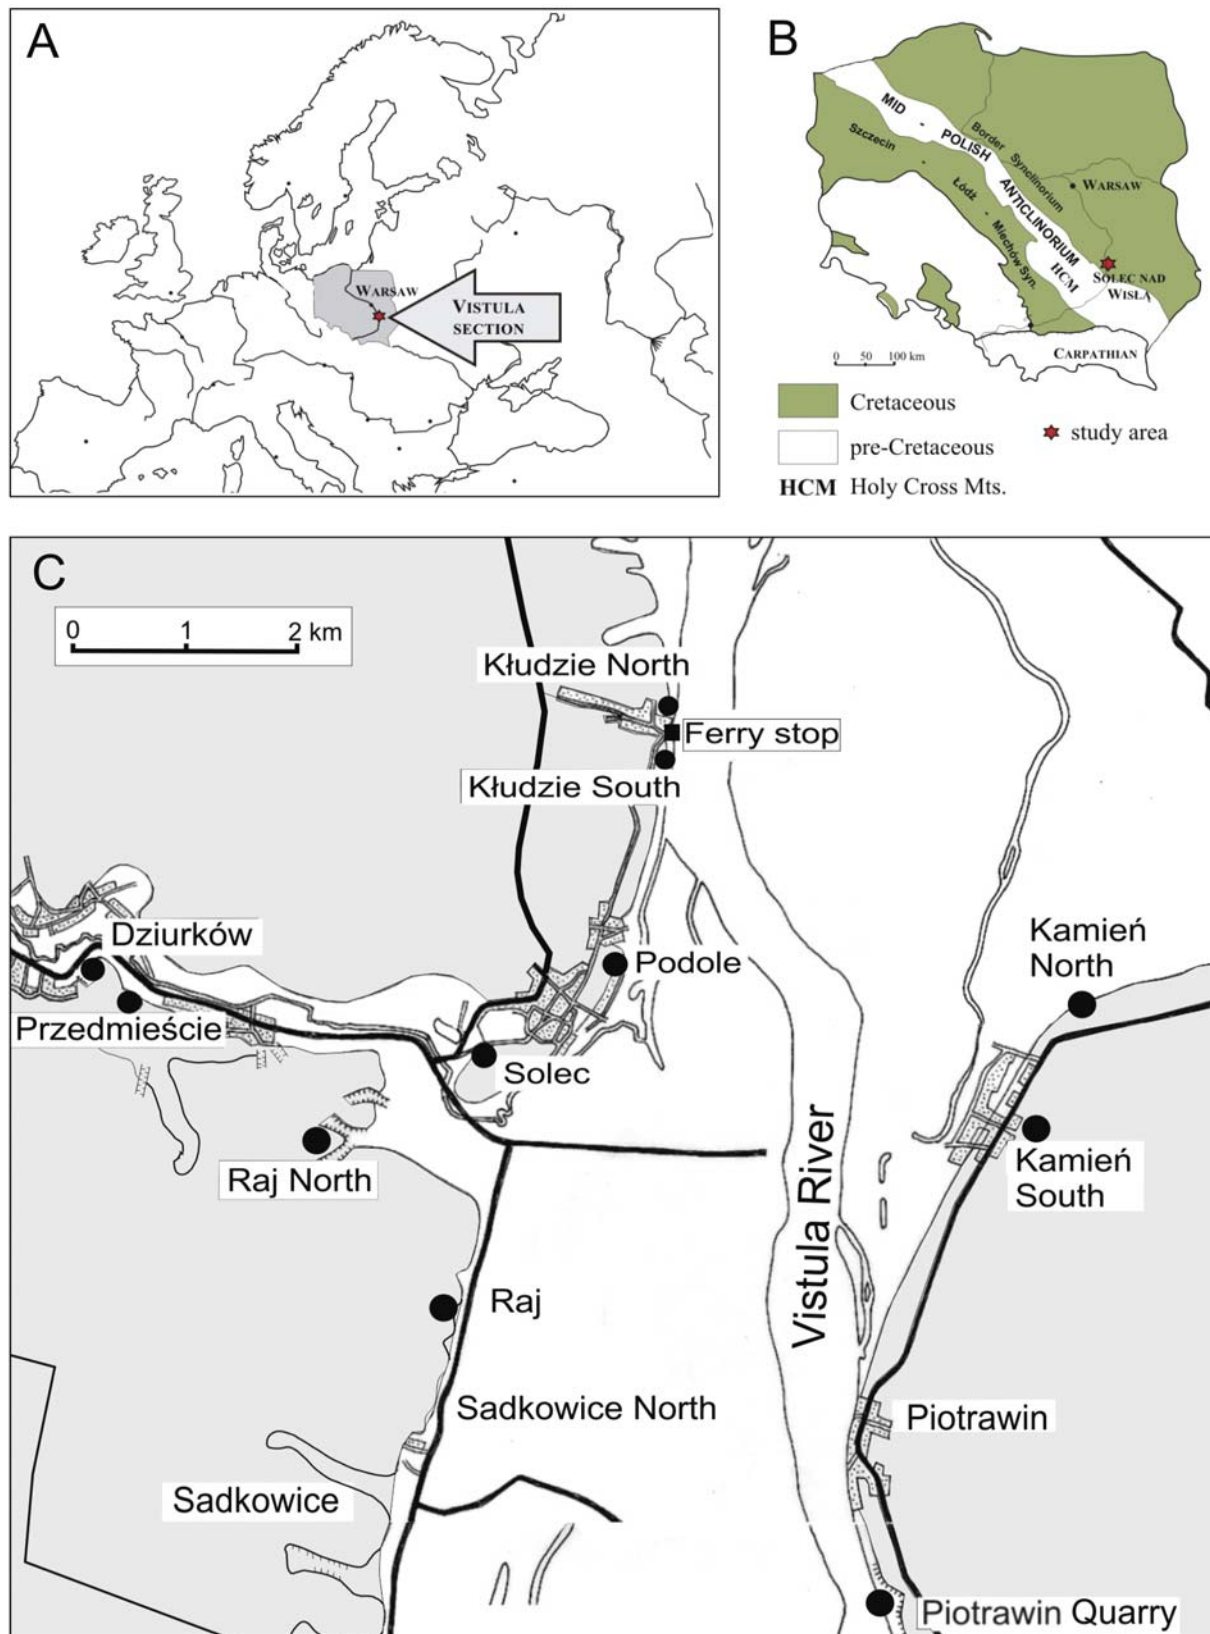 A
WARSAW
VISTULA
SECTION
B
MID - POLISH ANTICLINORIUM
Border Synclinorium
Szczecin - Łódź - Miechów Syn.
WARSAW
HCM
SOLEC NAD
WISŁĄ
CARPATHIAN
0 50 100 km
Cretaceous
pre-Cretaceous
study area
HCM Holy Cross Mts.
C
0 1 2 km
Kłudzie North
Ferry stop
Kłudzie South
Dziurków
Podole
Kamień
North
Przedmieście
Solec
Raj North
Kamień
South
Vistula River
Raj
Sadkowice North
Piotrawin
Sadkowice
Piotrawin Quarry